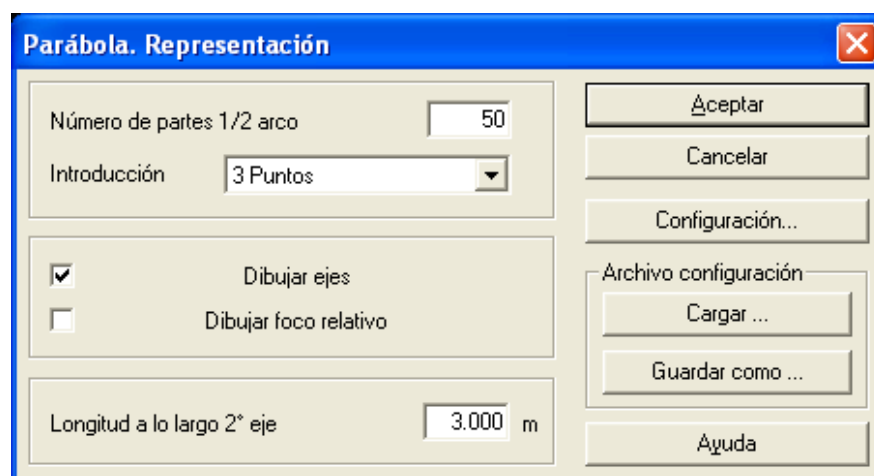 Parábola. Representación
Número de partes 1/2 arco 50
Introducción 3 Puntos
Dibujar ejes
Dibujar foco relativo
Longitud a lo largo 2° eje 3.000 m
Aceptar
Cancelar
Configuración...
Archivo configuración
Cargar ...
Guardar como ...
Ayuda